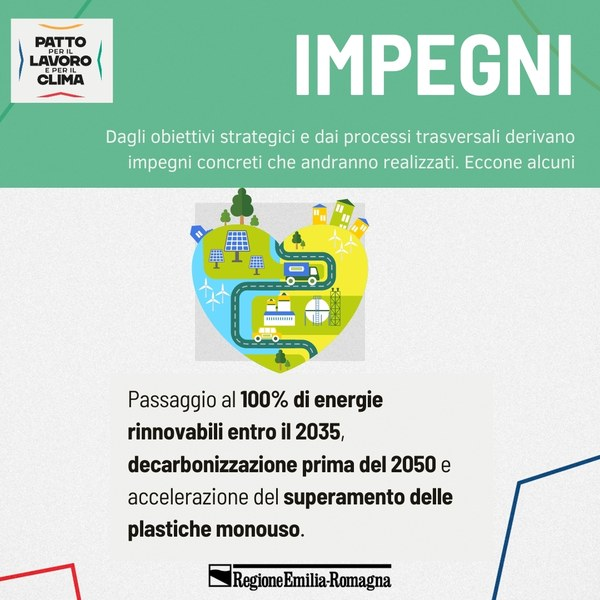 PATTO
PER IL
LAVORO
E PER IL
CLIMA
IMPEGNI
Dagli obiettivi strategici e dai processi trasversali derivano
impegni concreti che andranno realizzati. Eccone alcuni
Passaggio al 100% di energie
rinnovabili entro il 2035,
decarbonizzazione prima del 2050 e
accelerazione del superamento delle
plastiche monouso.
RegioneEmilia-Romagna